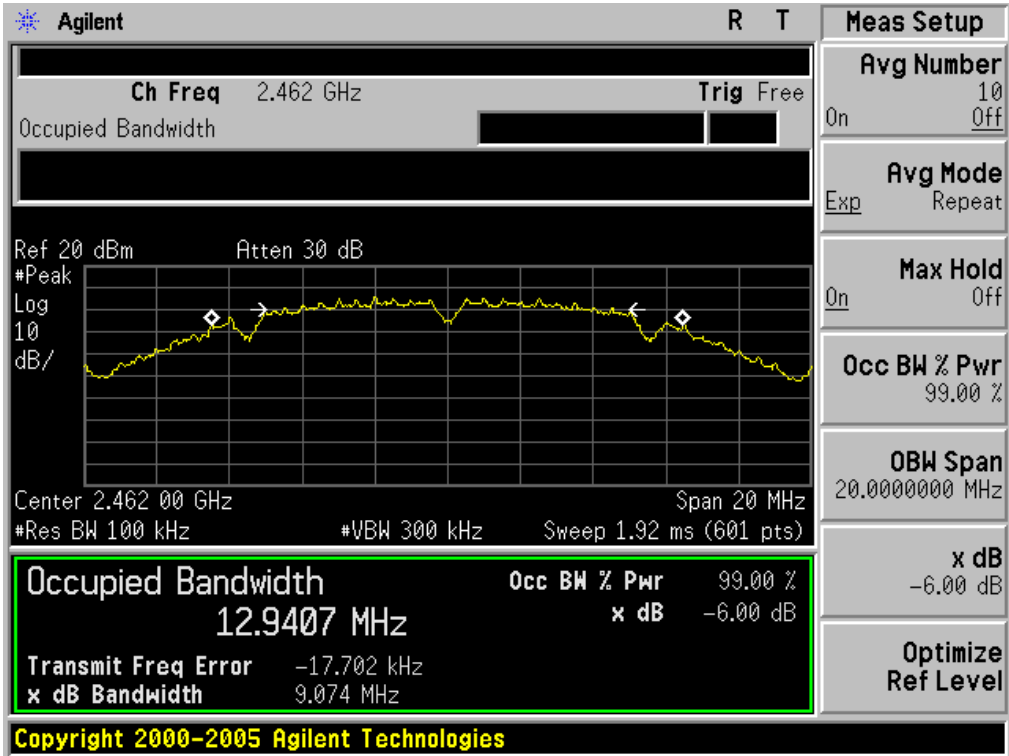 Agilent R T
Ch Freq 2.462 GHz Trig Free
Occupied Bandwidth
Ref 20 dBm Atten 30 dB
#Peak
Log
10
dB/
Center 2.462 00 GHz Span 20 MHz
#Res BW 100 kHz #VBW 300 kHz Sweep 1.92 ms (601 pts)
Occupied Bandwidth Occ BW % Pwr 99.00 %
12.9407 MHz x dB -6.00 dB
Transmit Freq Error -17.702 kHz
x dB Bandwidth 9.074 MHz
Copyright 2000-2005 Agilent Technologies
Meas Setup
Avg Number
10
On Off
Avg Mode
Exp Repeat
Max Hold
On Off
Occ BW % Pwr
99.00 %
OBW Span
20.0000000 MHz
x dB
-6.00 dB
Optimize
Ref Level